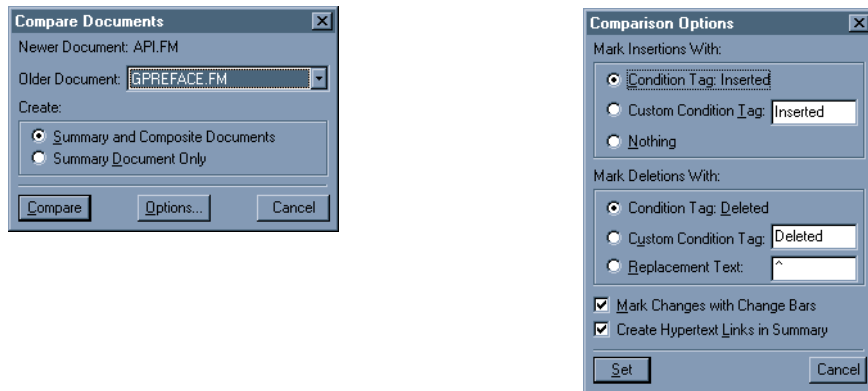 Compare Documents
Newer Document: API.FM
Older Document: GPREFACE.FM
Create:
Summary and Composite Documents
Summary Document Only
Compare Options... Cancel
Comparison Options
Mark Insertions With:
Condition Tag: Inserted
Custom Condition Tag: Inserted
Nothing
Mark Deletions With:
Condition Tag: Deleted
Custom Condition Tag: Deleted
Replacement Text: ^
Mark Changes with Change Bars
Create Hypertext Links in Summary
Set Cancel